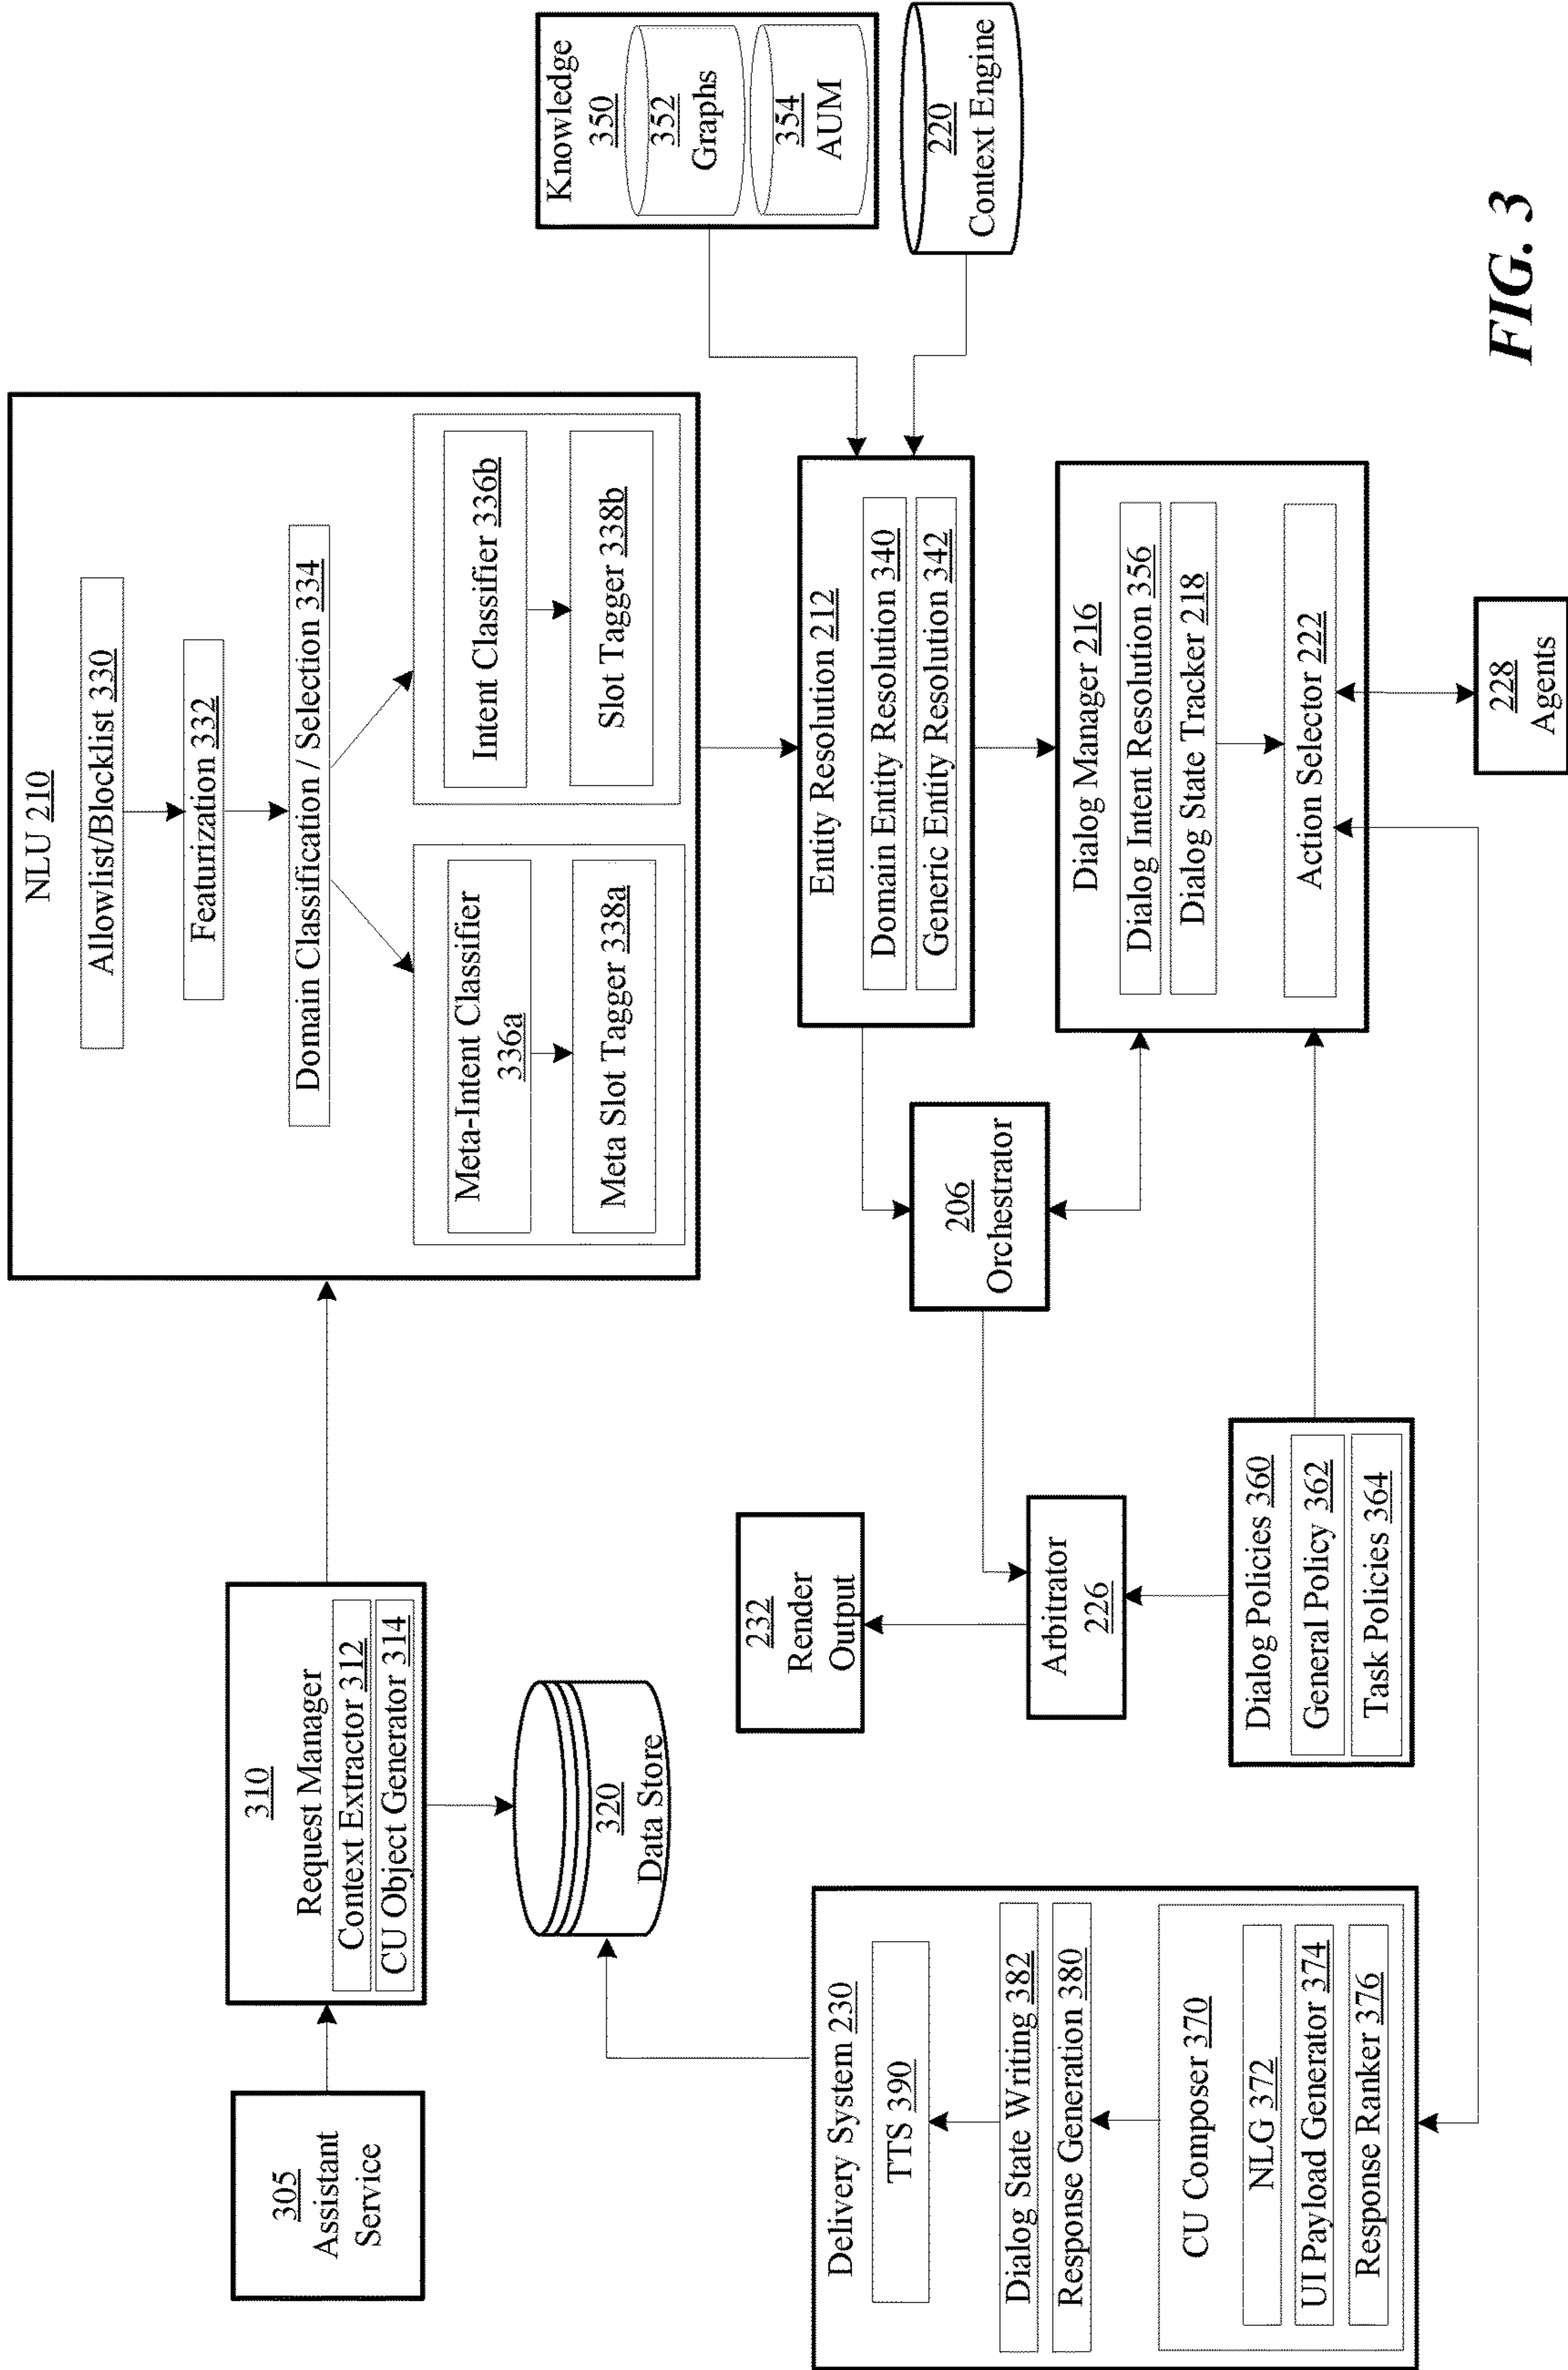 305
Assistant
Service
310
Request Manager
Context Extractor 312
CU Object Generator 314
320
Data Store
NLU 210
Allowlist/Blocklist 330
Featurization 332
Domain Classification / Selection 334
Meta-Intent Classifier
336a
Meta Slot Tagger 338a
Intent Classifier 336b
Slot Tagger 338b
Knowledge
350
352
Graphs
354
AUM
220
Context Engine
Entity Resolution 212
Domain Entity Resolution 340
Generic Entity Resolution 342
206
Orchestrator
232
Render
Output
Arbitrator
226
Dialog Manager 216
Dialog Intent Resolution 356
Dialog State Tracker 218
Action Selector 222
Delivery System 230
TTS 390
Dialog State Writing 382
Response Generation 380
CU Composer 370
NLG 372
UI Payload Generator 374
Response Ranker 376
Dialog Policies 360
General Policy 362
Task Policies 364
228
Agents
FIG. 3